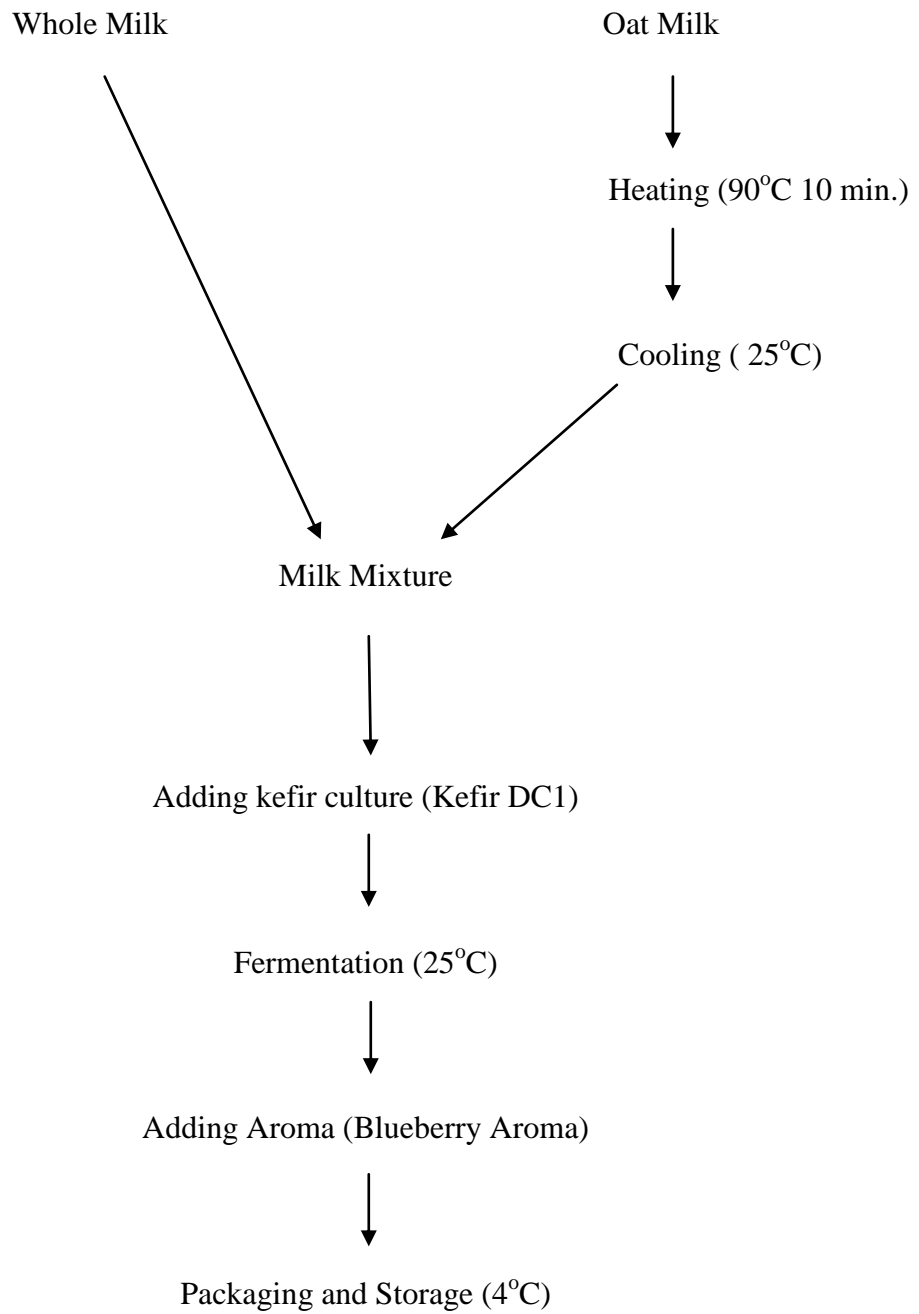 Whole Milk
Oat Milk
Heating (90°C 10 min.)
Cooling ( 25°C)
Milk Mixture
Adding kefir culture (Kefir DC1)
Fermentation (25°C)
Adding Aroma (Blueberry Aroma)
Packaging and Storage (4°C)